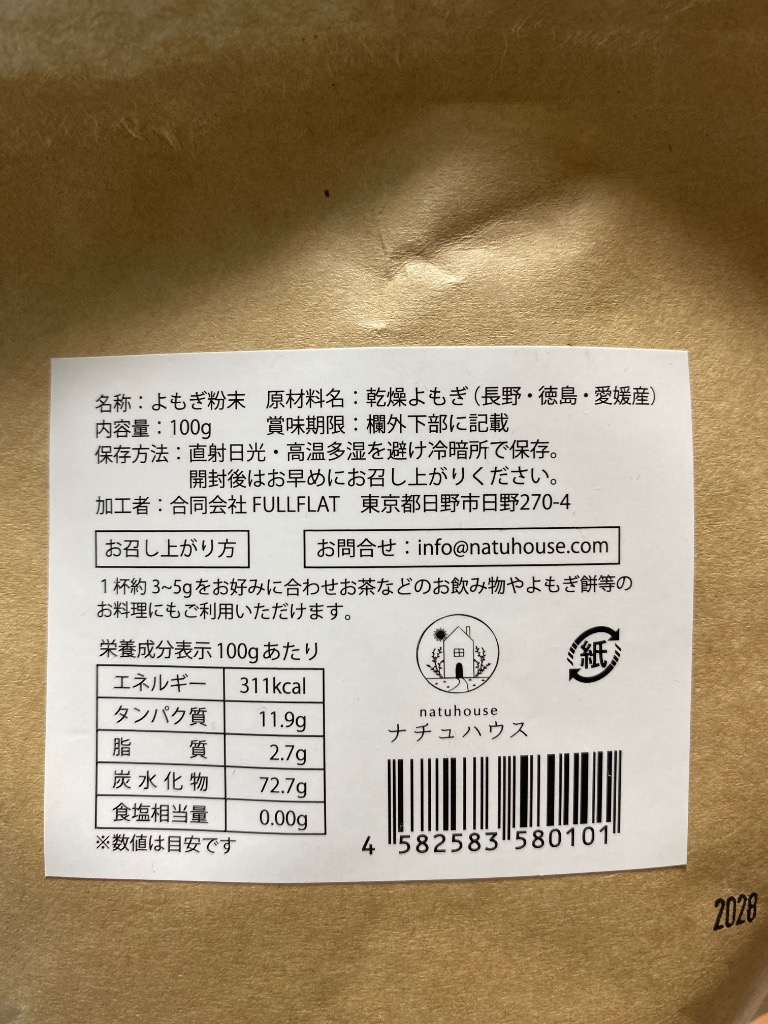 名称：よもぎ粉末　原材料名：乾燥よもぎ（長野・徳島・愛媛産）
内容量：100g　賞味期限：欄外下部に記載
保存方法：直射日光・高温多湿を避け冷暗所で保存。
開封後はお早めにお召し上がりください。
加工者：合同会社 FULLFLAT　東京都日野市日野270-4
お召し上がり方　お問合せ：info@natuhouse.com
1杯約 3~5gをお好みに合わせお茶などのお飲み物やよもぎ餅等の
お料理にもご利用いただけます。
栄養成分表示 100gあたり
エネルギー 311kcal
タンパク質 11.9g
脂質 2.7g
炭水化物 72.7g
食塩相当量 0.00g
※数値は目安です
紙
natuhouse
ナチュハウス
4 582583 580101
2028